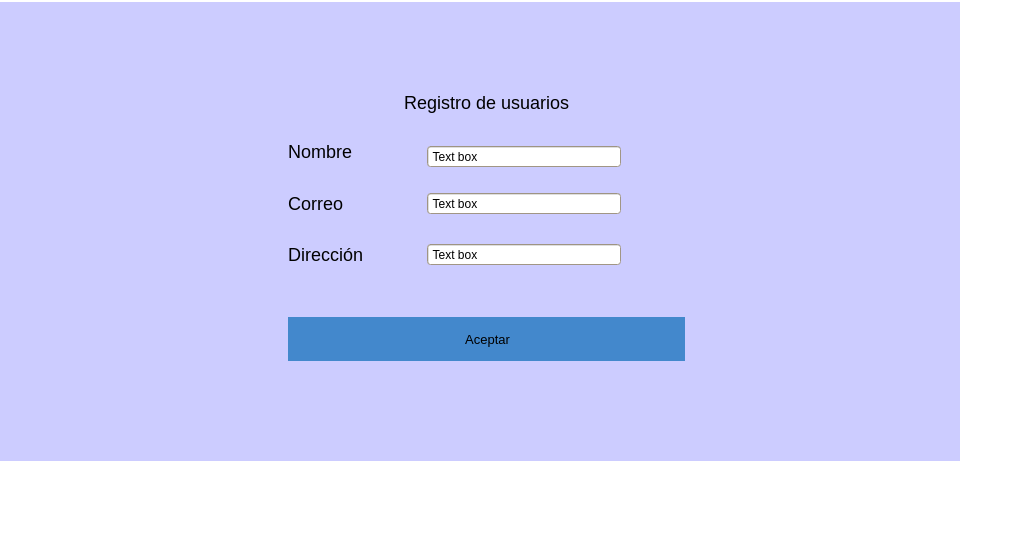 Registro de usuarios
Nombre
Text box
Correo
Text box
Dirección
Text box
Aceptar